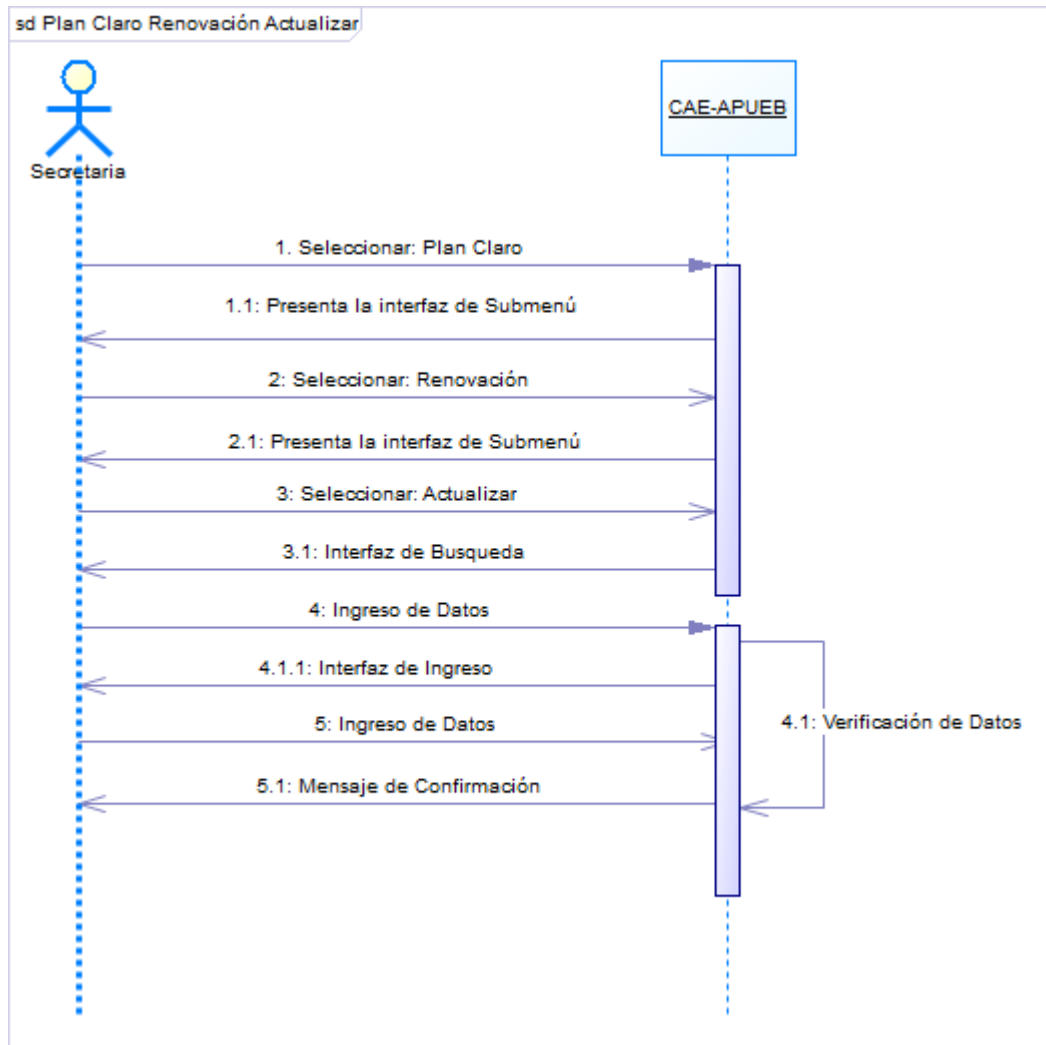 sd Plan Claro Renovación Actualizar
Secretaria
CAE-APUEB
1. Seleccionar: Plan Claro
1.1: Presenta la interfaz de Submenú
2: Seleccionar: Renovación
2.1: Presenta la interfaz de Submenú
3: Seleccionar: Actualizar
3.1: Interfaz de Busqueda
4: Ingreso de Datos
4.1.1: Interfaz de Ingreso
5: Ingreso de Datos
4.1: Verificación de Datos
5.1: Mensaje de Confirmación